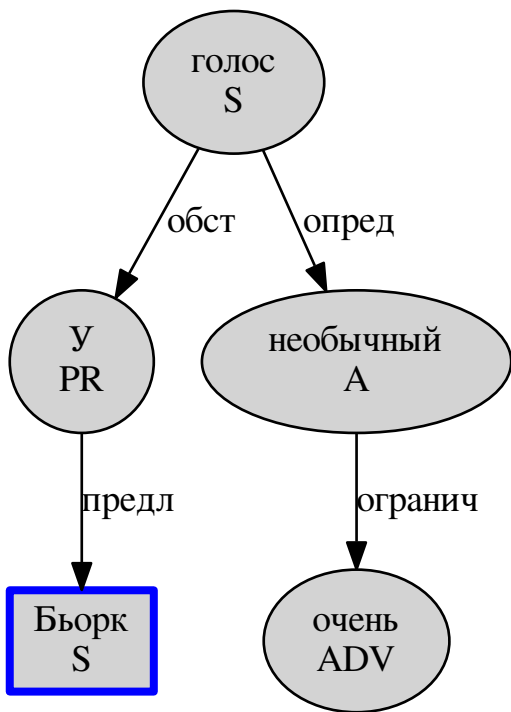 голос
S
обст
опред
У
PR
необычный
A
предл
огранич
Бьорк
S
очень
ADV